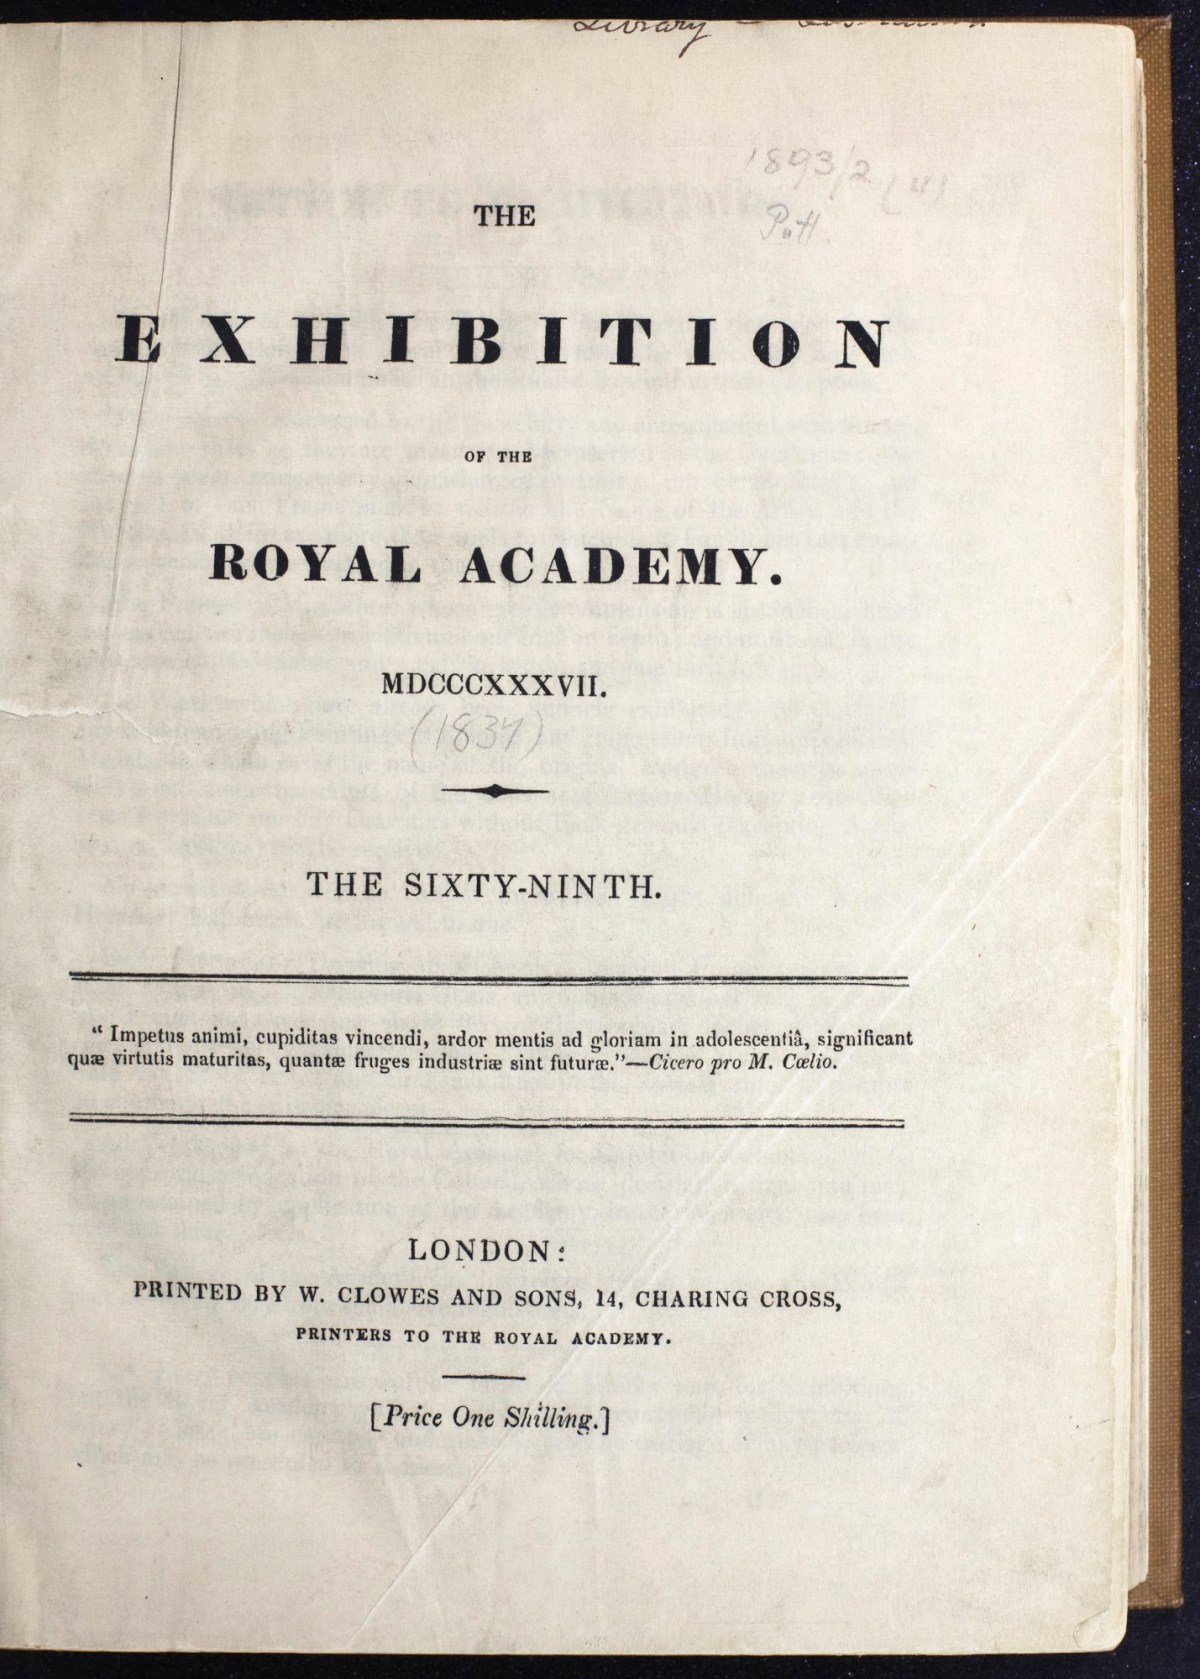 Library
1893/2 (4)
THE
EXHIBITION
OF THE
ROYAL ACADEMY.
MDCCCXXXVII.
(1837)
THE SIXTY-NINTH.
“ Impetus animi, cupiditas vincendi, ardor mentis ad gloriam in adolescentiâ, significant
quæ virtutis maturitas, quantæ fruges industriæ sint futuræ.”—Cicero pro M. Cœlio.
LONDON:
PRINTED BY W. CLOWES AND SONS, 14, CHARING CROSS,
PRINTERS TO THE ROYAL ACADEMY.
[Price One Shilling.]